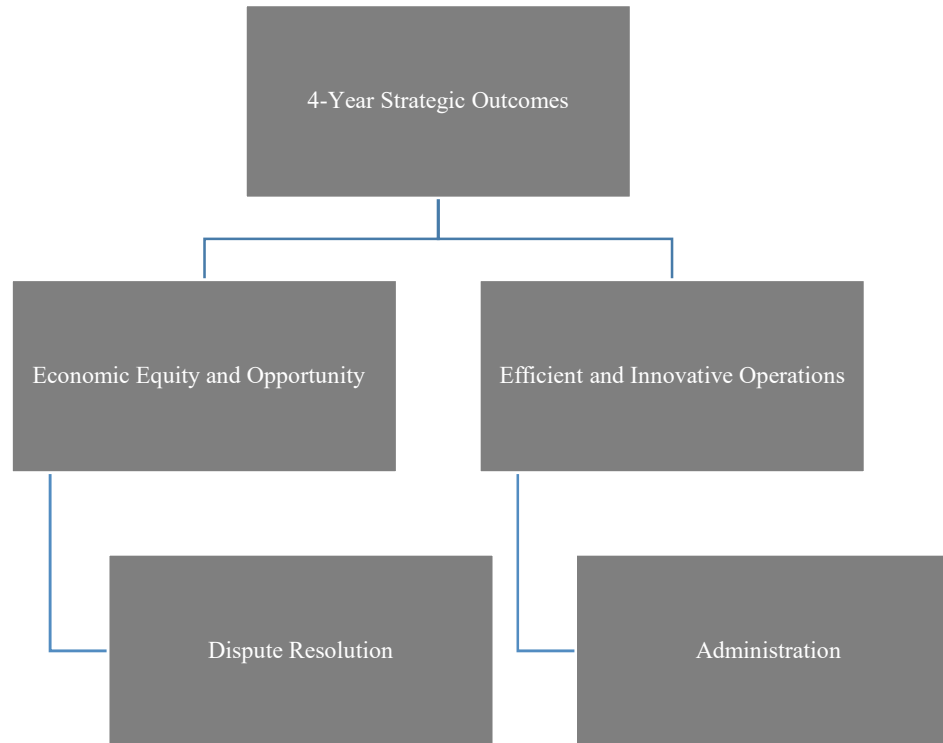 4-Year Strategic Outcomes
Economic Equity and Opportunity
Efficient and Innovative Operations
Dispute Resolution
Administration